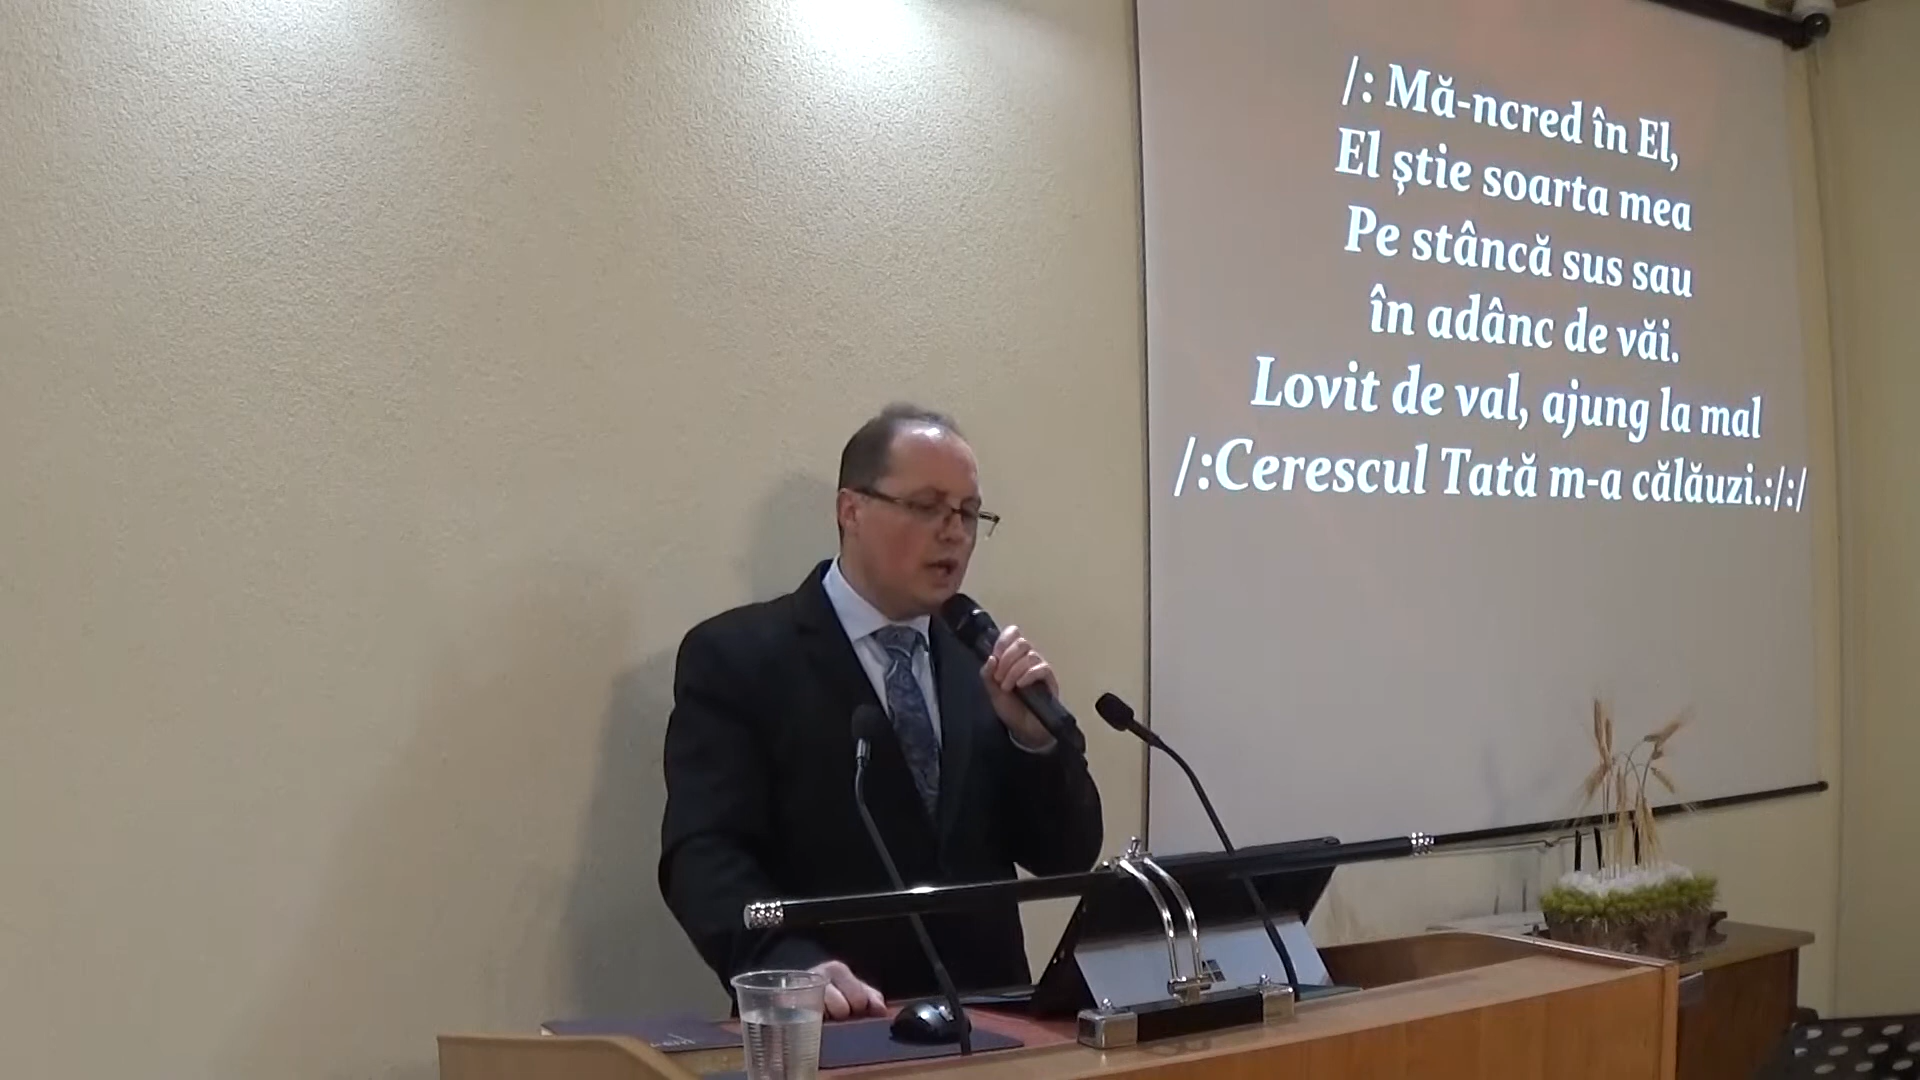 /: Mă-ncred în El,
El știe soarta mea
Pe stâncă sus sau
în adânc de văi.
Lovit de val, ajung la mal
/:Cerescul Tată m-a călăuzi.:/:/